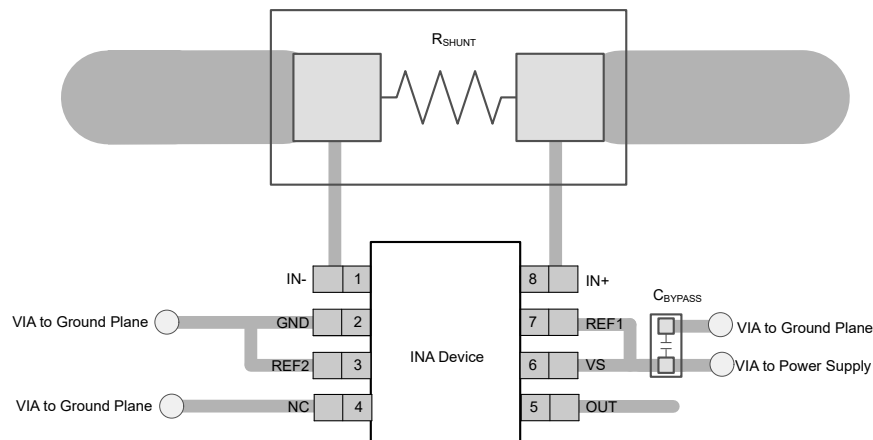 RSHUNT
IN- 1 8 IN+
CBYPASS
VIA to Ground Plane GND 2 7 REF1 VIA to Ground Plane
REF2 3 INA Device 6 VS VIA to Power Supply
VIA to Ground Plane NC 4 5 OUT